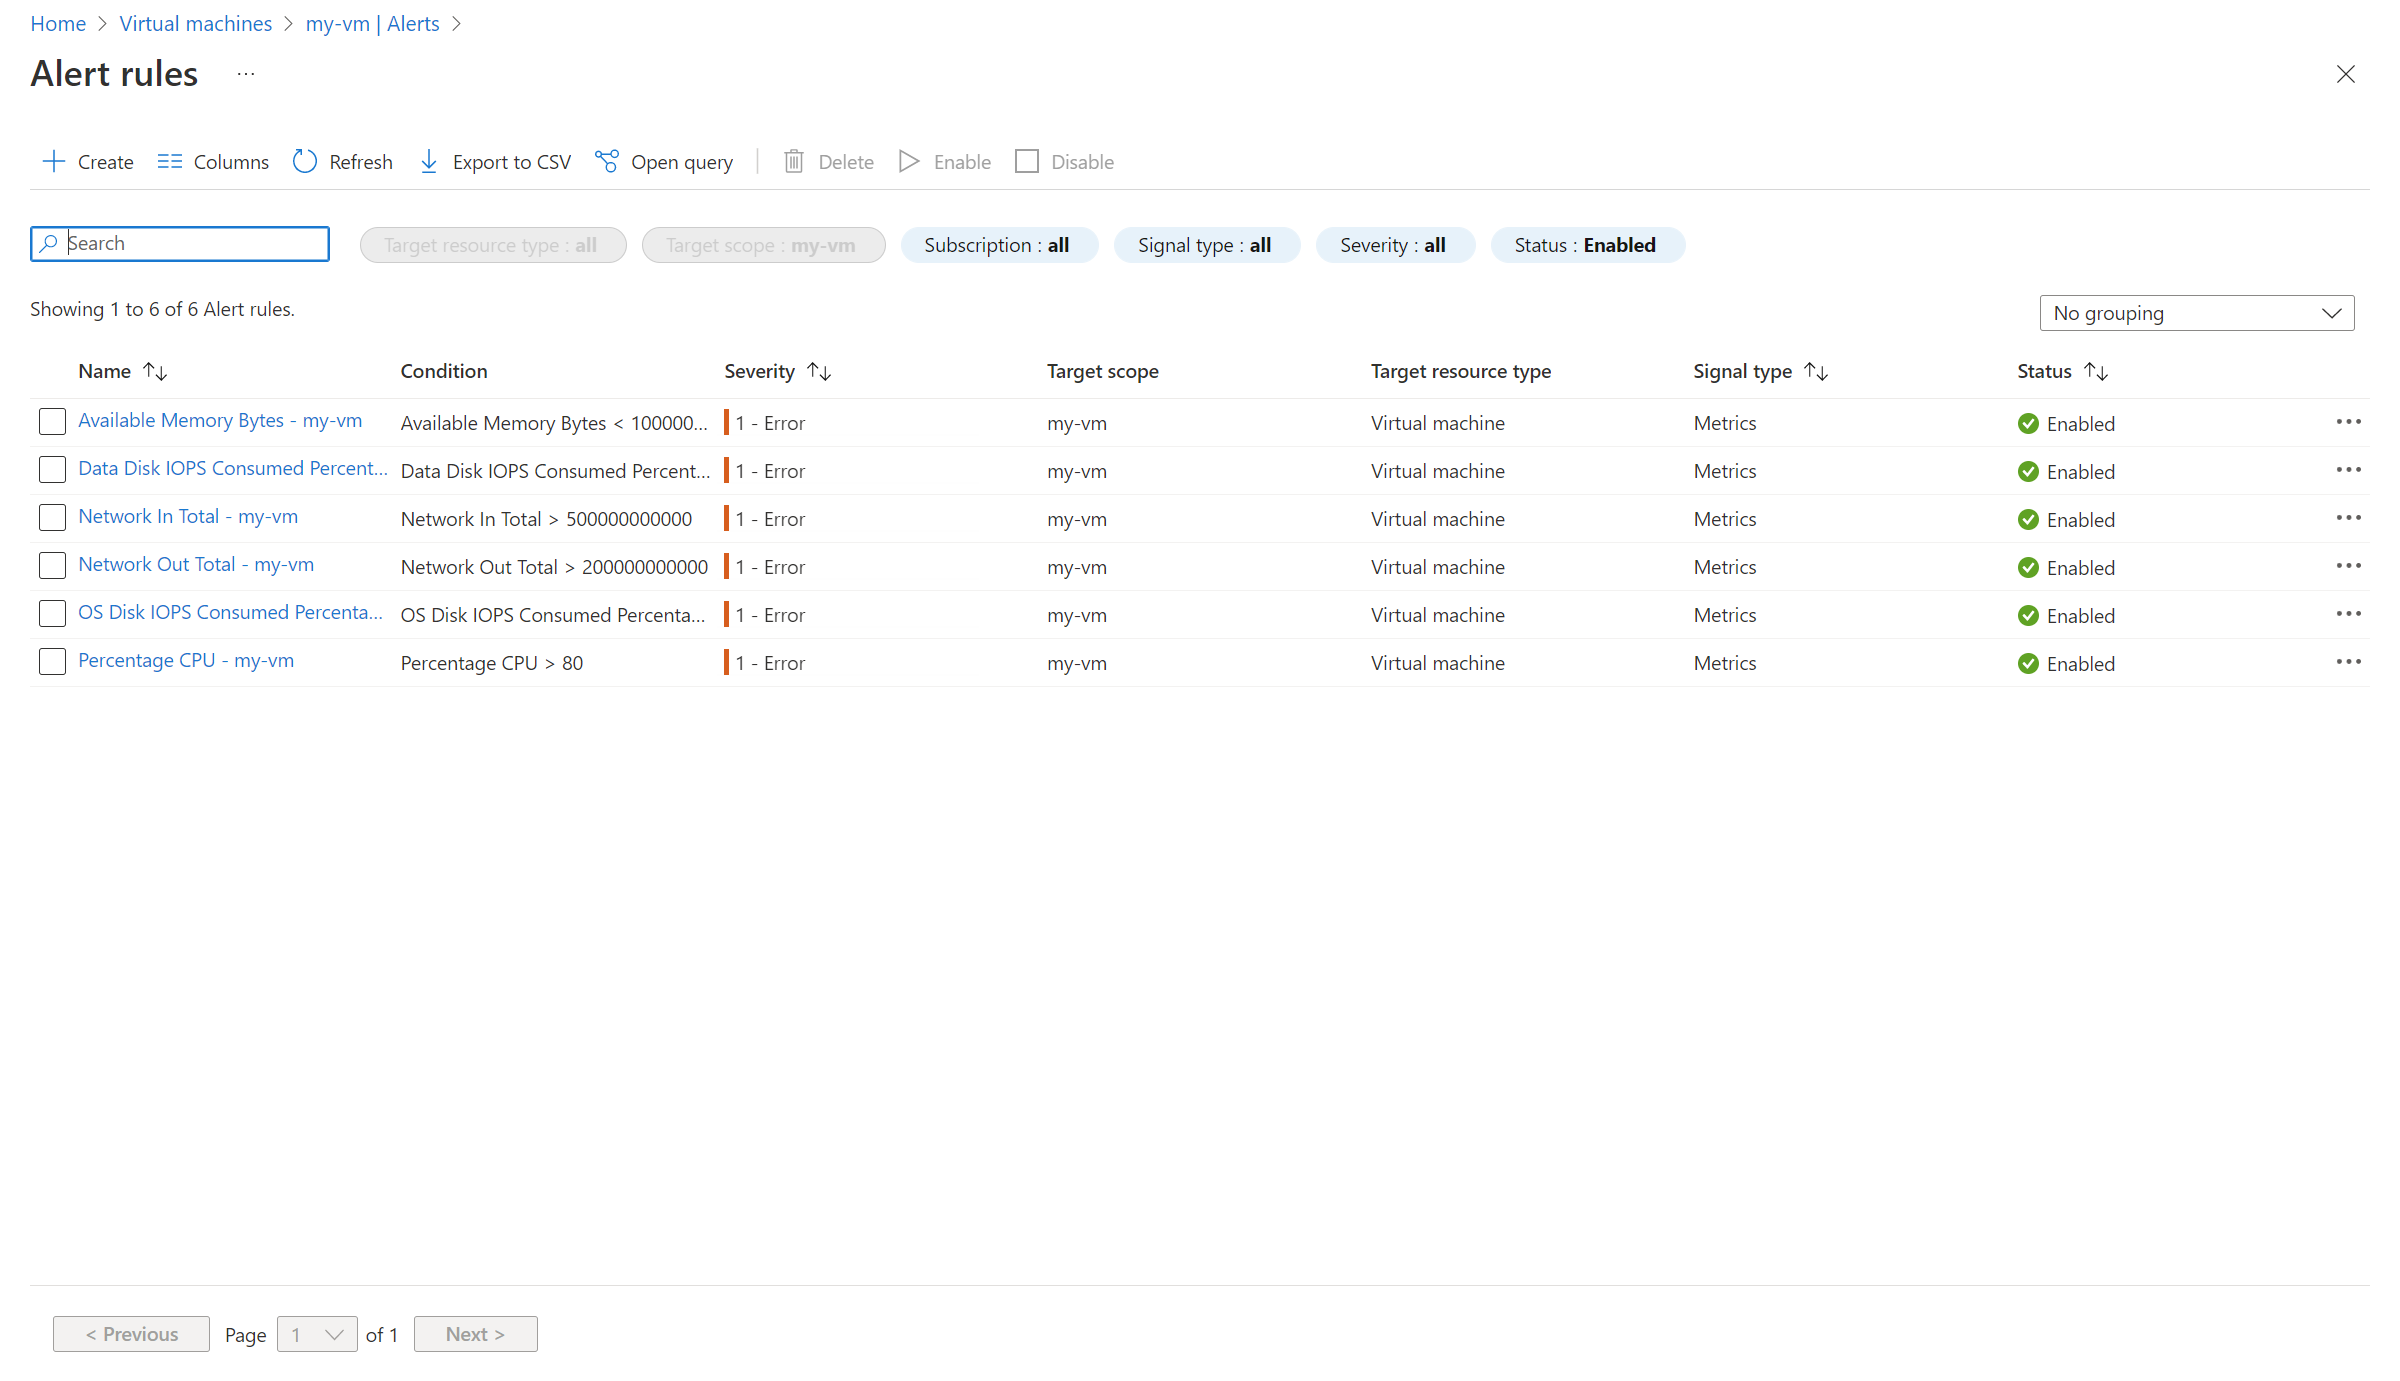 Home > Virtual machines > my-vm | Alerts >
Alert rules ...
Create Columns Refresh Export to CSV Open query Delete Enable Disable
Search Target resource type : all Target scope : my-vm Subscription : all Signal type : all Severity : all Status : Enabled
Showing 1 to 6 of 6 Alert rules.
No grouping
Name Condition Severity Target scope Target resource type Signal type Status
Available Memory Bytes - my-vm Available Memory Bytes < 100000... 1 - Error my-vm Virtual machine Metrics Enabled ...
Data Disk IOPS Consumed Percent... Data Disk IOPS Consumed Percent... 1 - Error my-vm Virtual machine Metrics Enabled ...
Network In Total - my-vm Network In Total > 500000000000 1 - Error my-vm Virtual machine Metrics Enabled ...
Network Out Total - my-vm Network Out Total > 200000000000 1 - Error my-vm Virtual machine Metrics Enabled ...
OS Disk IOPS Consumed Percenta... OS Disk IOPS Consumed Percenta... 1 - Error my-vm Virtual machine Metrics Enabled ...
Percentage CPU - my-vm Percentage CPU > 80 1 - Error my-vm Virtual machine Metrics Enabled ...
< Previous Page 1 of 1 Next >